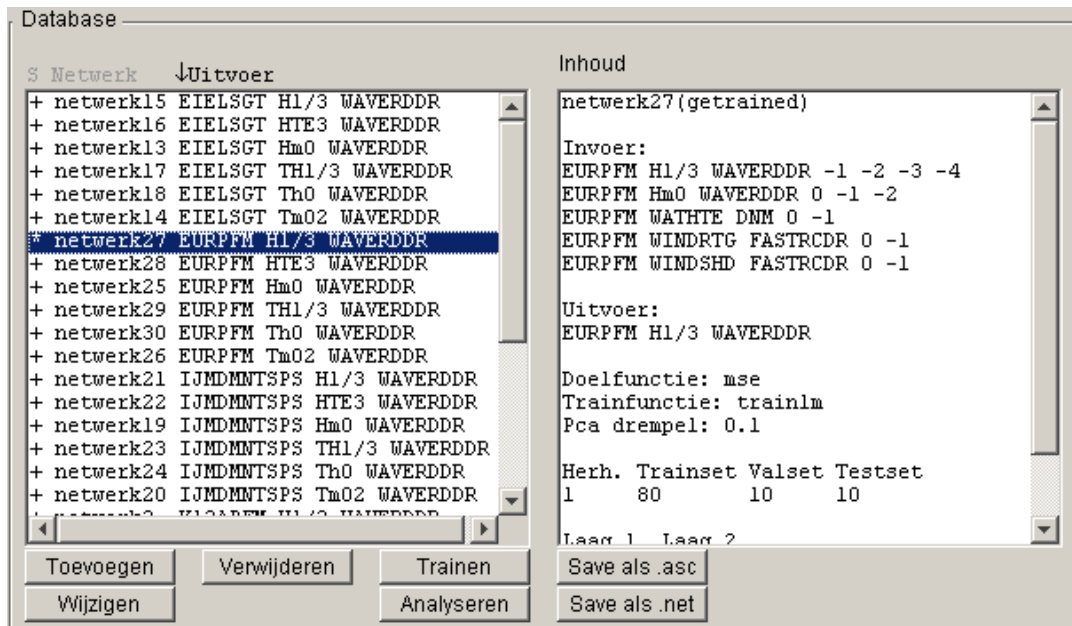 Database
S Netwerk ↓Uitvoer
+ netwerk15 EIELSGT H1/3 WAVERDDR
+ netwerk16 EIELSGT HTE3 WAVERDDR
+ netwerk13 EIELSGT Hm0 WAVERDDR
+ netwerk17 EIELSGT TH1/3 WAVERDDR
+ netwerk18 EIELSGT Th0 WAVERDDR
+ netwerk14 EIELSGT Tm02 WAVERDDR
* netwerk27 EURPFM H1/3 WAVERDDR
+ netwerk28 EURPFM HTE3 WAVERDDR
+ netwerk25 EURPFM Hm0 WAVERDDR
+ netwerk29 EURPFM TH1/3 WAVERDDR
+ netwerk30 EURPFM Th0 WAVERDDR
+ netwerk26 EURPFM Tm02 WAVERDDR
+ netwerk21 IJMDMNTSPS H1/3 WAVERDDR
+ netwerk22 IJMDMNTSPS HTE3 WAVERDDR
+ netwerk19 IJMDMNTSPS Hm0 WAVERDDR
+ netwerk23 IJMDMNTSPS TH1/3 WAVERDDR
+ netwerk24 IJMDMNTSPS Th0 WAVERDDR
+ netwerk20 IJMDMNTSPS Tm02 WAVERDDR
Toevoegen Verwijderen Trainen
Wijzigen Analyseren
Inhoud
netwerk27(getrained)
Invoer:
EURPFM H1/3 WAVERDDR -1 -2 -3 -4
EURPFM Hm0 WAVERDDR 0 -1 -2
EURPFM WATHTE DNM 0 -1
EURPFM WINDRTG FASTRCDR 0 -1
EURPFM WINDSHD FASTRCDR 0 -1
Uitvoer:
EURPFM H1/3 WAVERDDR
Doelfunctie: mse
Trainfunctie: trainlm
Pca drempel: 0.1
Herh. Trainset Valset Testset
1 80 10 10
Laag 1 Laag 2
Save als .asc
Save als .net